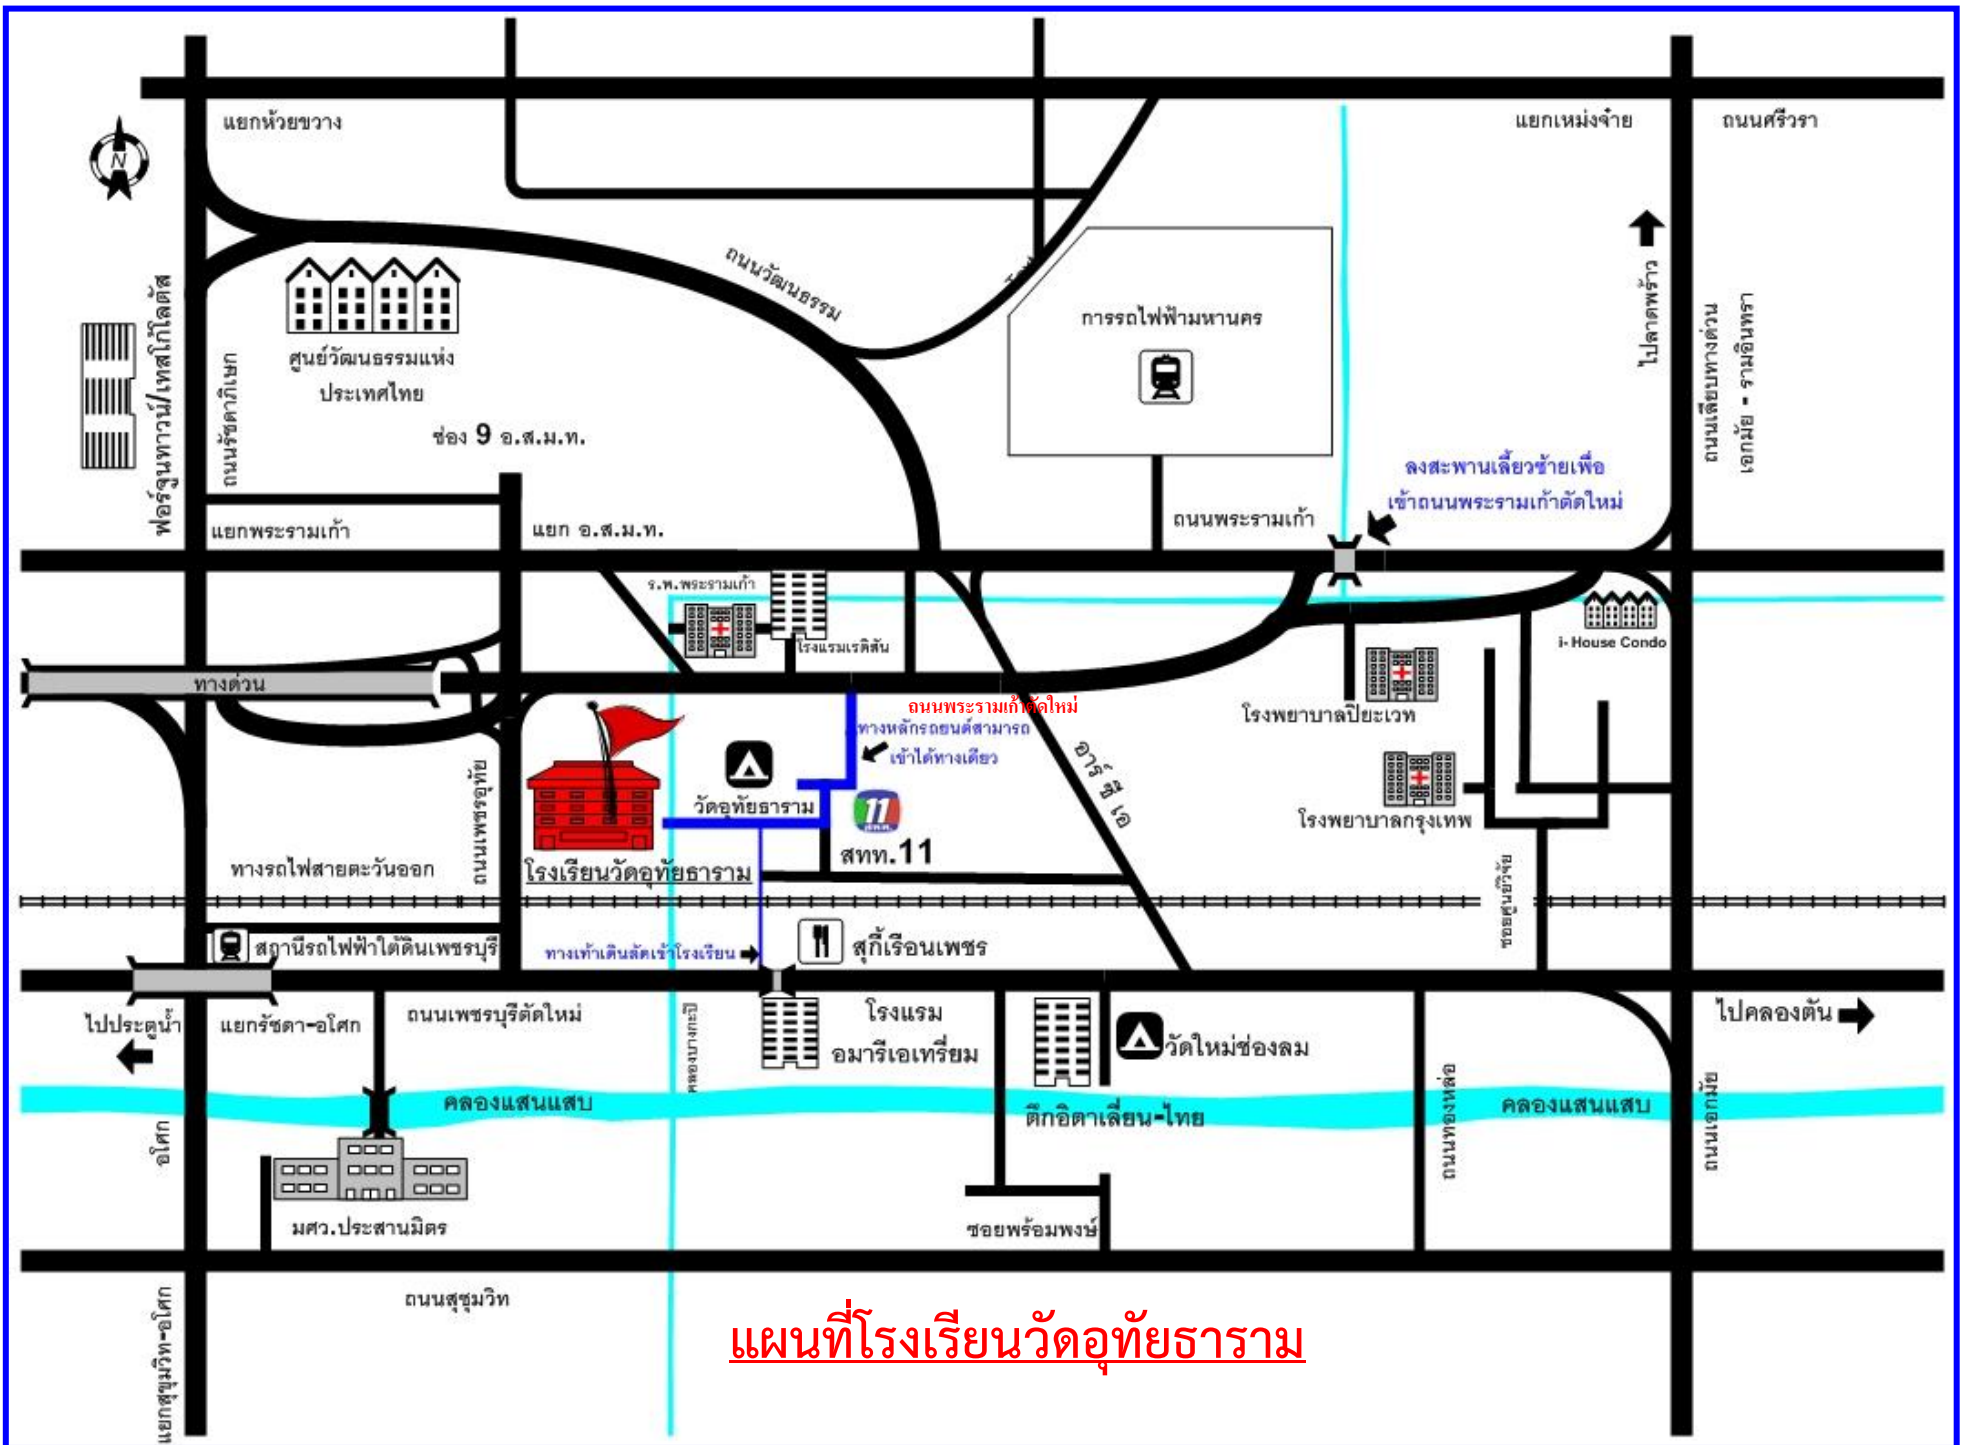 แยกห้วยขวาง
แยกเหม่งจ๋าย
ถนนศรีวรา
N
ถนนวัฒนธรรม
ไปลาดพร้าว
ฟอร์จูนทาวน์/เทสโก้โลตัส
ถนนรัชดาภิเษก
ศูนย์วัฒนธรรมแห่ง
ประเทศไทย
การรถไฟฟ้ามหานคร
ถนนเลียบทางด่วน
เอกมัย - รามอินทรา
ช่อง 9 อ.ส.ม.ท.
ลงสะพานเลี้ยวซ้ายเพื่อ
เข้าถนนพระรามเก้าตัดใหม่
แยกพระรามเก้า
แยก อ.ส.ม.ท.
ถนนพระรามเก้า
ร.พ.พระรามเก้า
โรงแรมเรดิสัน
i-House Condo
ทางด่วน
ถนนพระรามเก้าตัดใหม่
ทางหลักรถยนต์สามารถ
เข้าได้ทางเดียว
โรงพยาบาลปิยะเวท
อาร์ ซี เอ
ถนนเพชรอุทัย
วัดอุทัยธาราม
11
สทท.11
โรงพยาบาลกรุงเทพ
ทางรถไฟสายตะวันออก
โรงเรียนวัดอุทัยธาราม
ซอยศูนย์วิจัย
สถานีรถไฟฟ้าใต้ดินเพชรบุรี
ทางเท้าเดินลัดเข้าโรงเรียน
สุกี้เรือนเพชร
ไปประตูน้ำ
แยกรัชดา-อโศก
ถนนเพชรบุรีตัดใหม่
คลองบางกะปิ
โรงแรม
อมารีเอเทรี่ยม
วัดใหม่ช่องลม
ไปคลองตัน
คลองแสนแสบ
ตึกอิตาเลี่ยน-ไทย
คลองแสนแสบ
อโศก
ถนนทองหล่อ
ถนนเอกมัย
มศว.ประสานมิตร
ซอยพร้อมพงษ์
ถนนสุขุมวิท
แยกสุขุมวิท-อโศก
แผนที่โรงเรียนวัดอุทัยธาราม